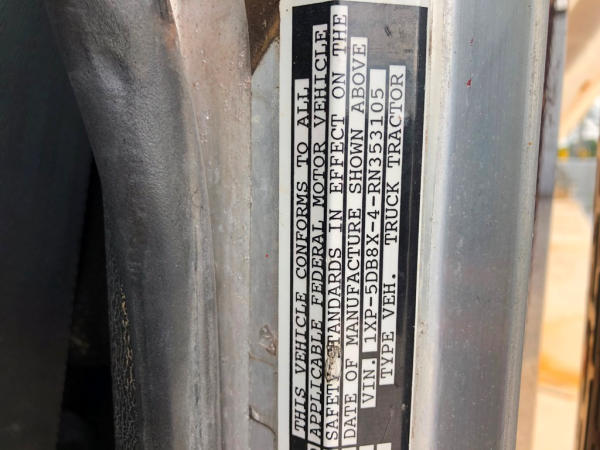 THIS VEHICLE CONFORMS TO ALL
APPLICABLE FEDERAL MOTOR VEHICLE
SAFETY STANDARDS IN EFFECT ON THE
DATE OF MANUFACTURE SHOWN ABOVE
VIN. 1XP-5DB8X-4-RN353105
TYPE VEH. TRUCK TRACTOR